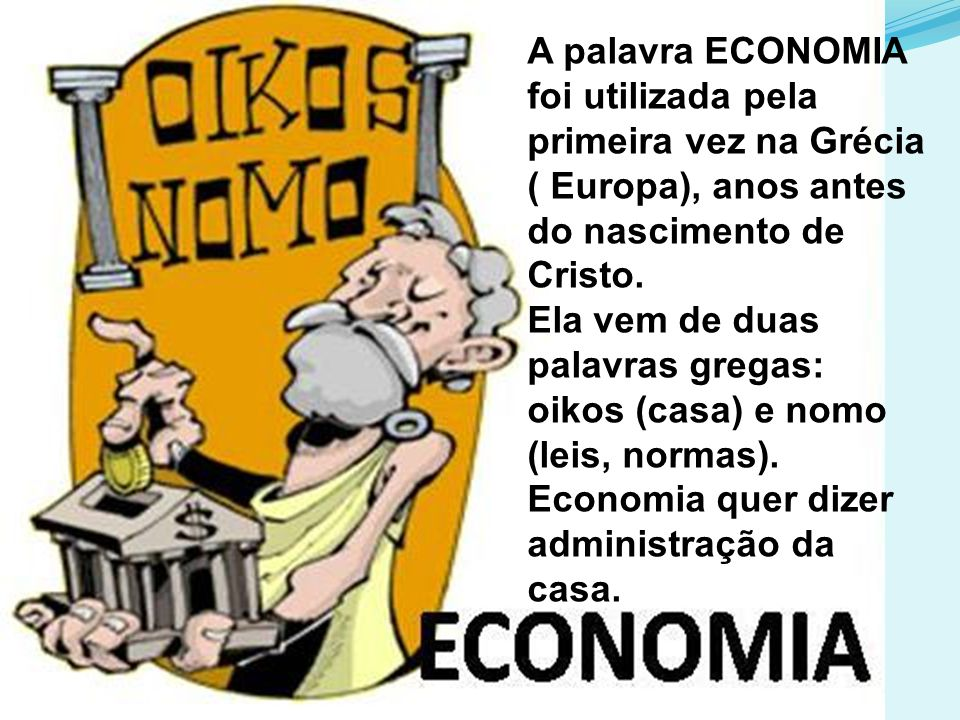 OIKOS
NOMO
$
A palavra ECONOMIA
foi utilizada pela
primeira vez na Grécia
( Europa), anos antes
do nascimento de
Cristo.
Ela vem de duas
palavras gregas:
oikos (casa) e nomo
(leis, normas).
Economia quer dizer
administração da
casa.
ECONOMIA